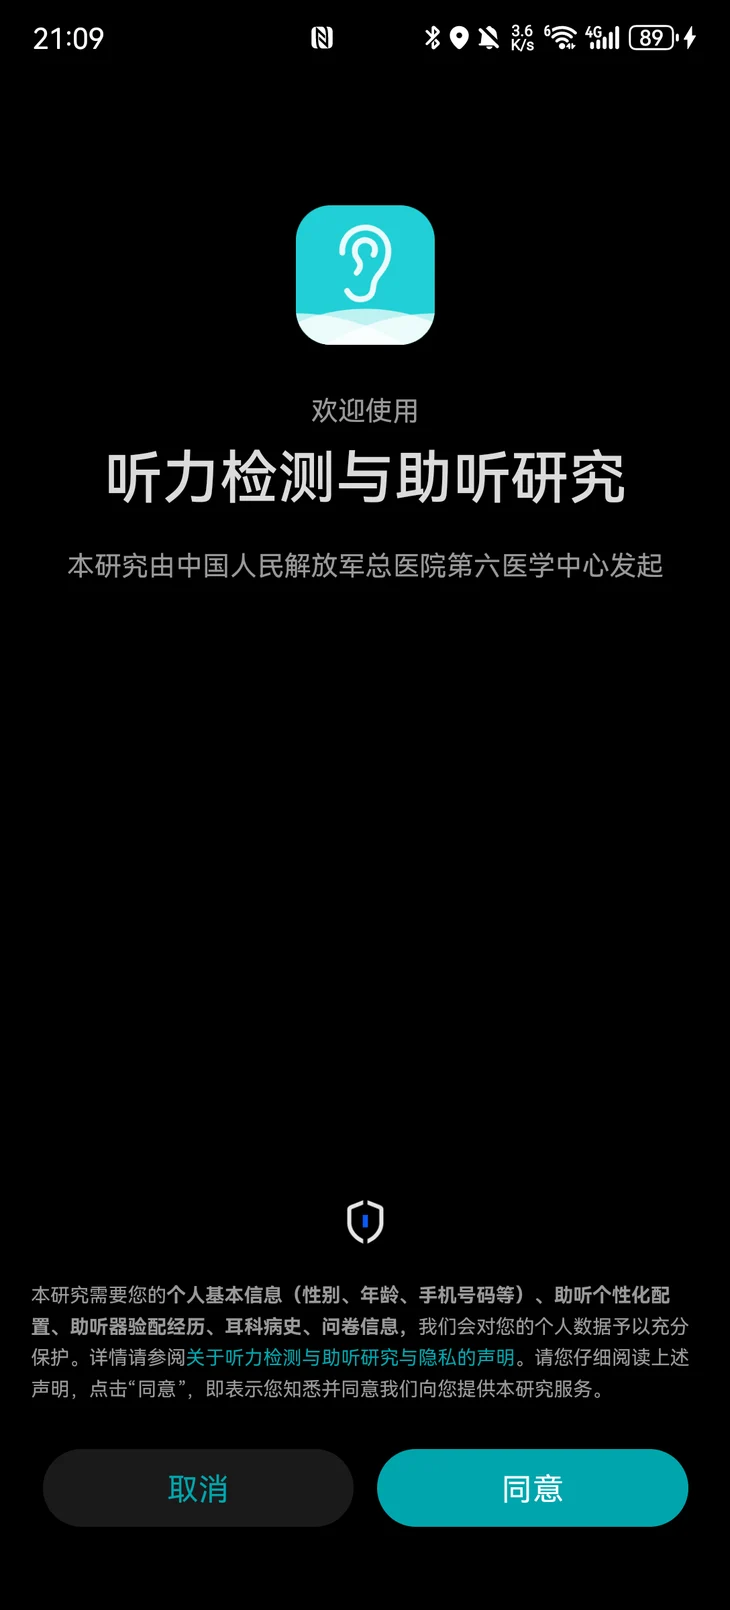 21:09
3.6 K/s
6
4G
89
欢迎使用
听力检测与助听研究
本研究由中国人民解放军总医院第六医学中心发起
本研究需要您的个人基本信息（性别、年龄、手机号码等）、助听个性化配
置、助听器验配经历、耳科病史、问卷信息，我们会对您的个人数据予以充分
保护。详情请参阅关于听力检测与助听研究与隐私的声明。请您仔细阅读上述
声明，点击“同意”，即表示您知悉并同意我们向您提供本研究服务。
取消
同意